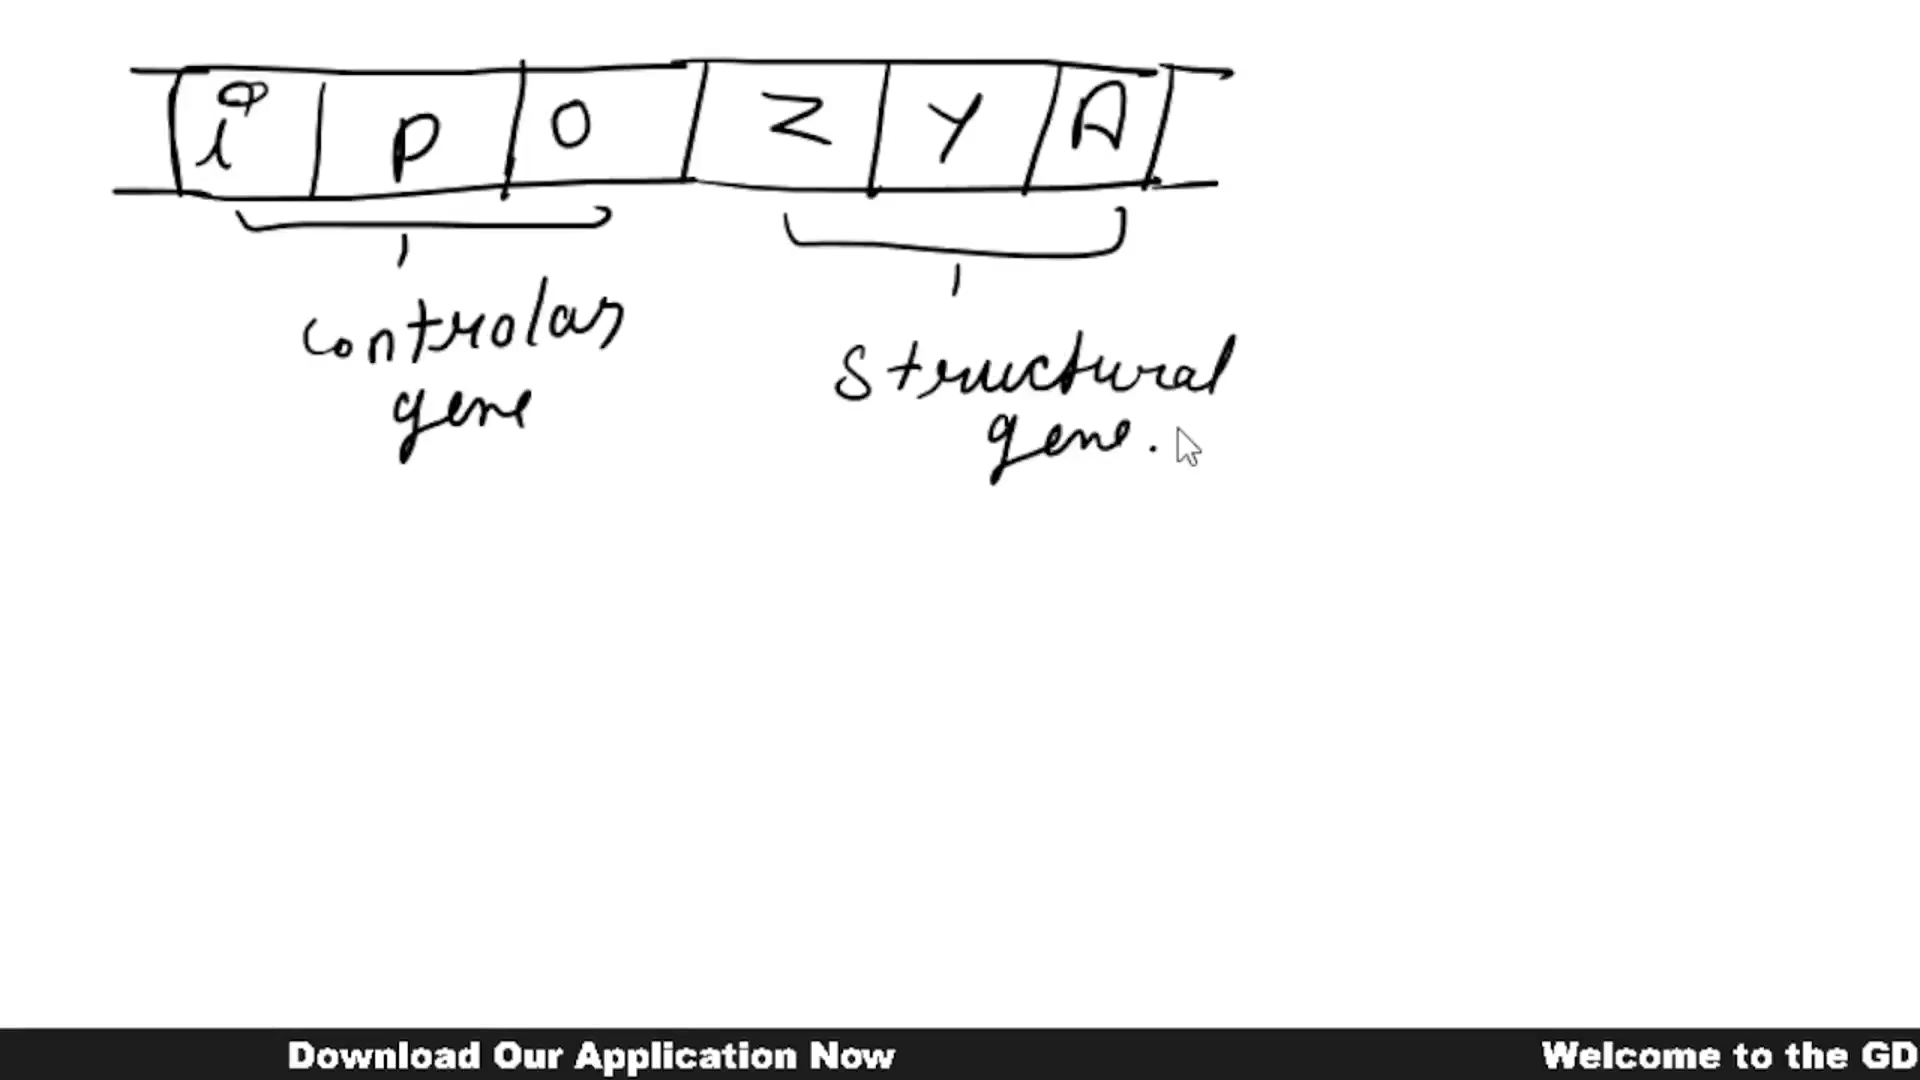 i P O Z Y A
controlar
gene
structural
gene.
Download Our Application Now
Welcome to the GD